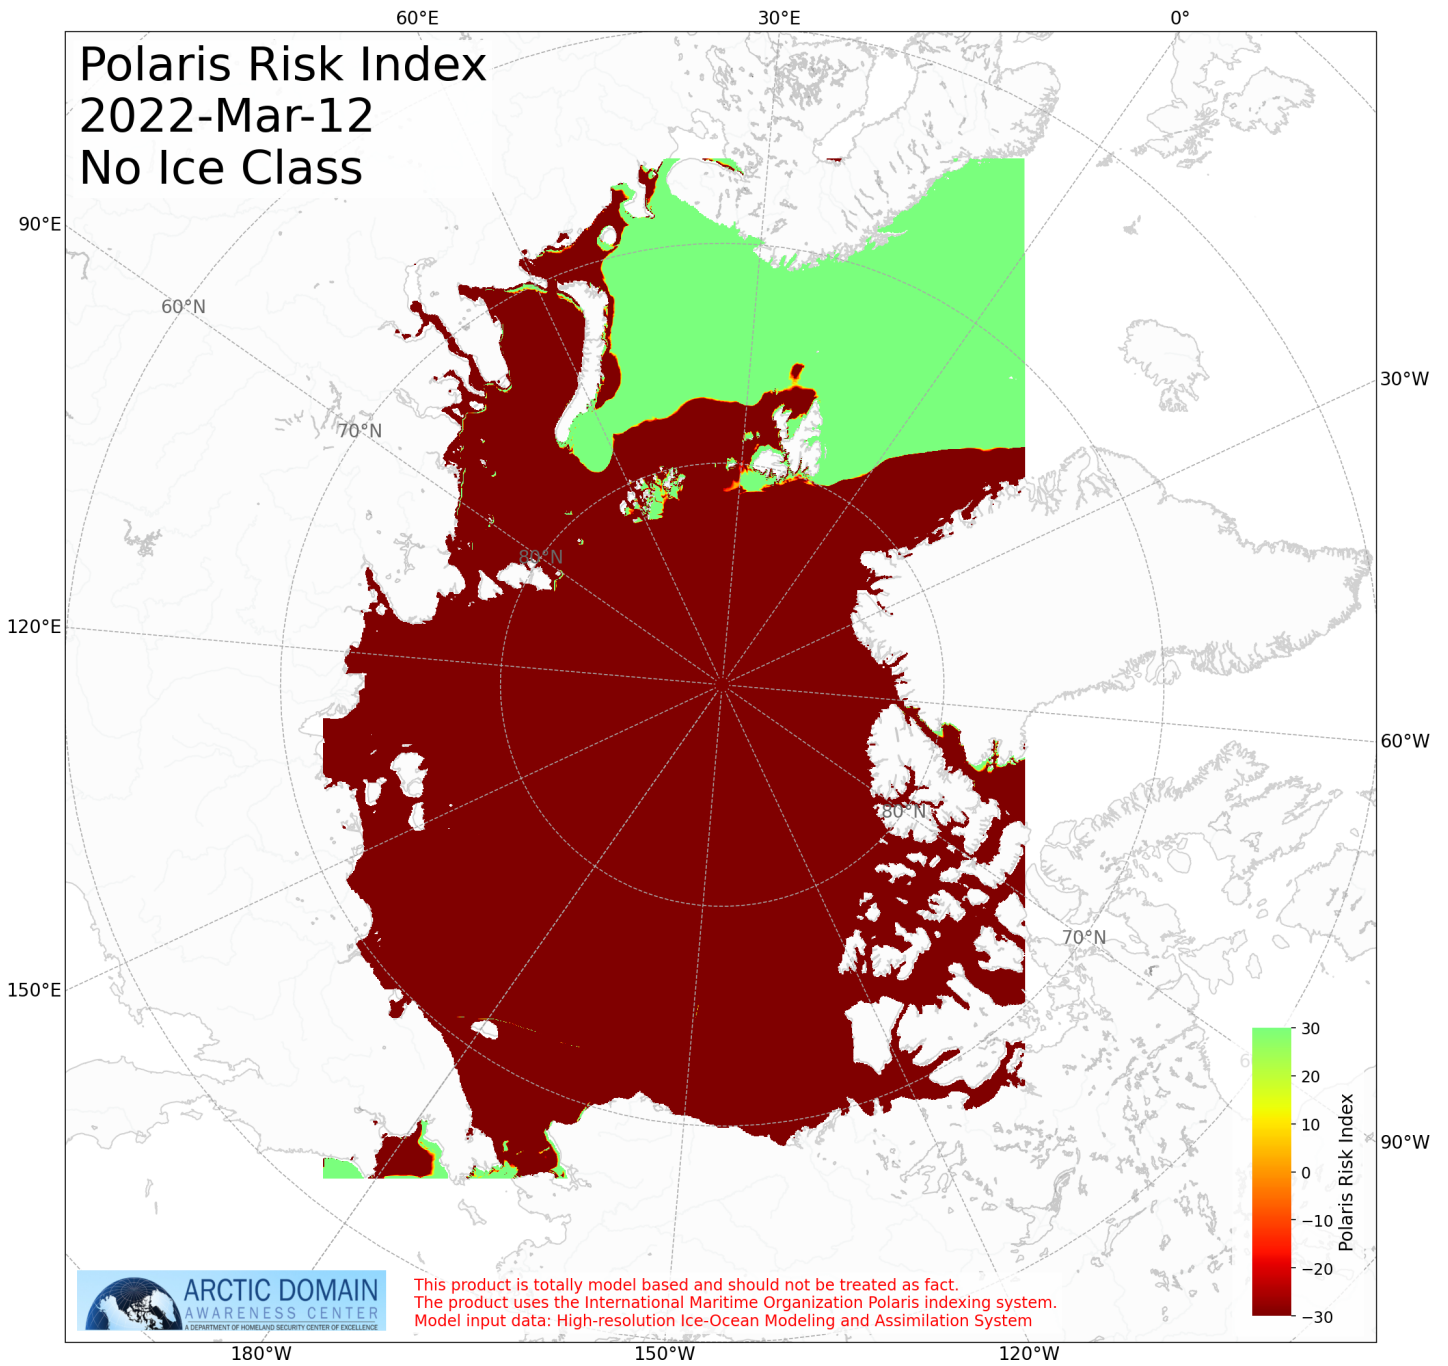 60°E
30°E
0°
Polaris Risk Index
2022-Mar-12
No Ice Class
90°E
60°N
30°W
70°N
80°N
120°E
60°W
80°N
70°N
150°E
30
20
10
0
−10
−20
−30
Polaris Risk Index
90°W
ARCTIC DOMAIN
AWARENESS CENTER
A DEPARTMENT OF HOMELAND SECURITY CENTER OF EXCELLENCE
This product is totally model based and should not be treated as fact.
The product uses the International Maritime Organization Polaris indexing system.
Model input data: High-resolution Ice-Ocean Modeling and Assimilation System
180°W
150°W
120°W